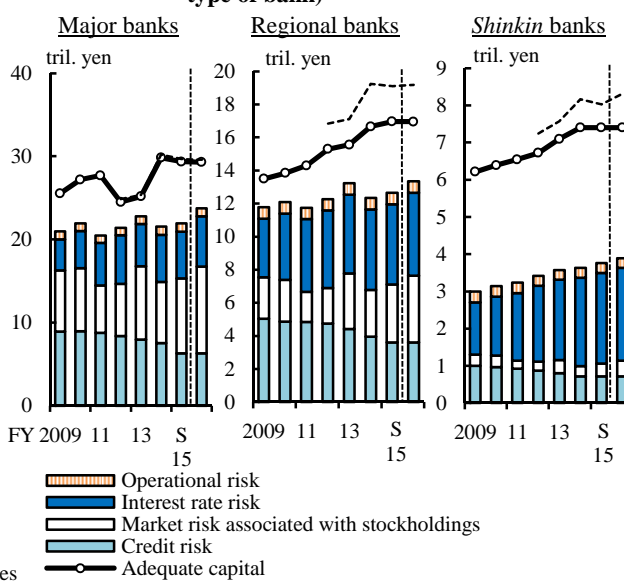 type of bank)
Major banks Regional banks Shinkin banks
tril. yen tril. yen tril. yen
40 20 9
18 8
16 7
30 14 6
12 5
20 10 4
8 3
10 6 2
4 1
2
0 0 0
FY 2009 11 13 S 15 2009 11 13 S 15 2009 11 13 S 15
Operational risk
Interest rate risk
Market risk associated with stockholdings
Credit risk
Adequate capital